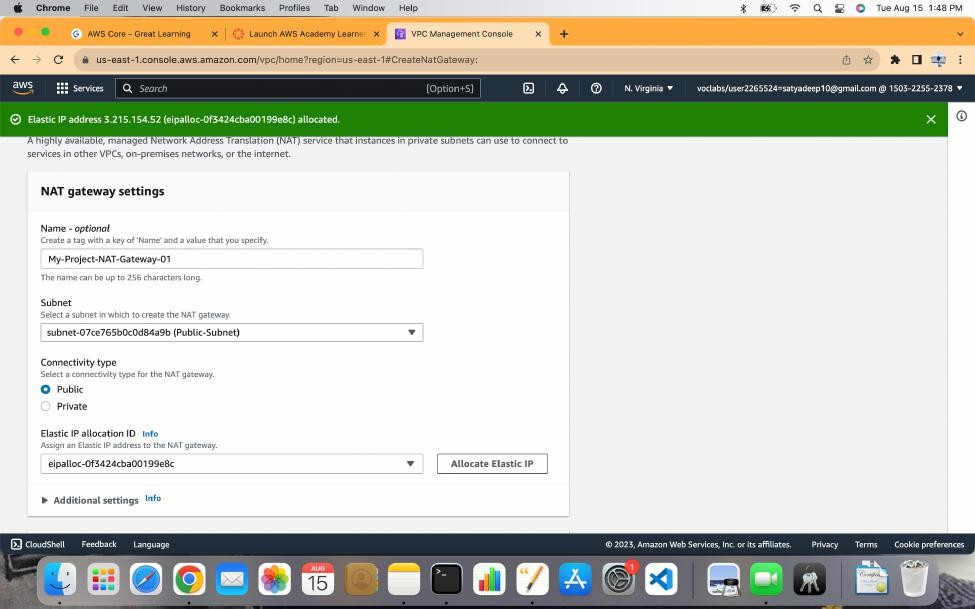 Chrome File Edit View History Bookmarks Profiles Tab Window Help Tue Aug 15 1:48 PM
AWS Core – Great Learning Launch AWS Academy Learner VPC Management Console
us-east-1.console.aws.amazon.com/vpc/home?region=us-east-1#CreateNatGateway:
aws Services Search [Option+S] N. Virginia voclabs/user2265524=satyadeep10@gmail.com @ 1503-2255-2378
Elastic IP address 3.215.154.52 (eipalloc-0f3424cba00199e8c) allocated.
A highly available, managed Network Address Translation (NAT) service that instances in private subnets can use to connect to
services in other VPCs, on-premises networks, or the internet.
NAT gateway settings
Name - optional
Create a tag with a key of 'Name' and a value that you specify.
My-Project-NAT-Gateway-01
The name can be up to 256 characters long.
Subnet
Select a subnet in which to create the NAT gateway.
subnet-07ce765b0c0d84a9b (Public-Subnet)
Connectivity type
Select a connectivity type for the NAT gateway.
Public
Private
Elastic IP allocation ID Info
Assign an Elastic IP address to the NAT gateway.
eipalloc-0f3424cba00199e8c Allocate Elastic IP
Additional settings Info
CloudShell Feedback Language © 2023, Amazon Web Services, Inc. or its affiliates. Privacy Terms Cookie preferences
AUG
15
1